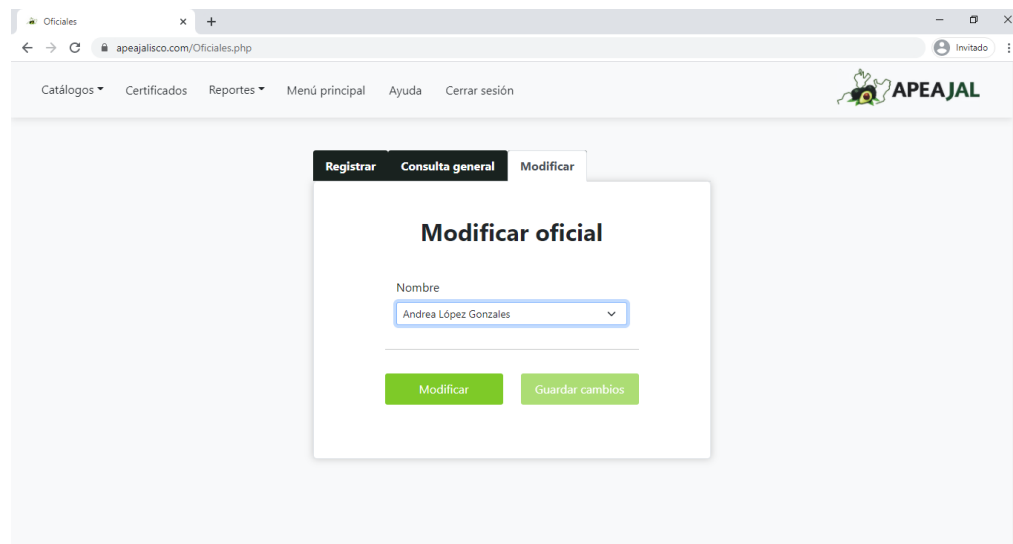 Oficiales
apeajalisco.com/Oficiales.php
Invitado
Catálogos Certificados Reportes Menú principal Ayuda Cerrar sesión
APEAJAL
Registrar Consulta general Modificar
Modificar oficial
Nombre
Andrea López Gonzales
Modificar Guardar cambios